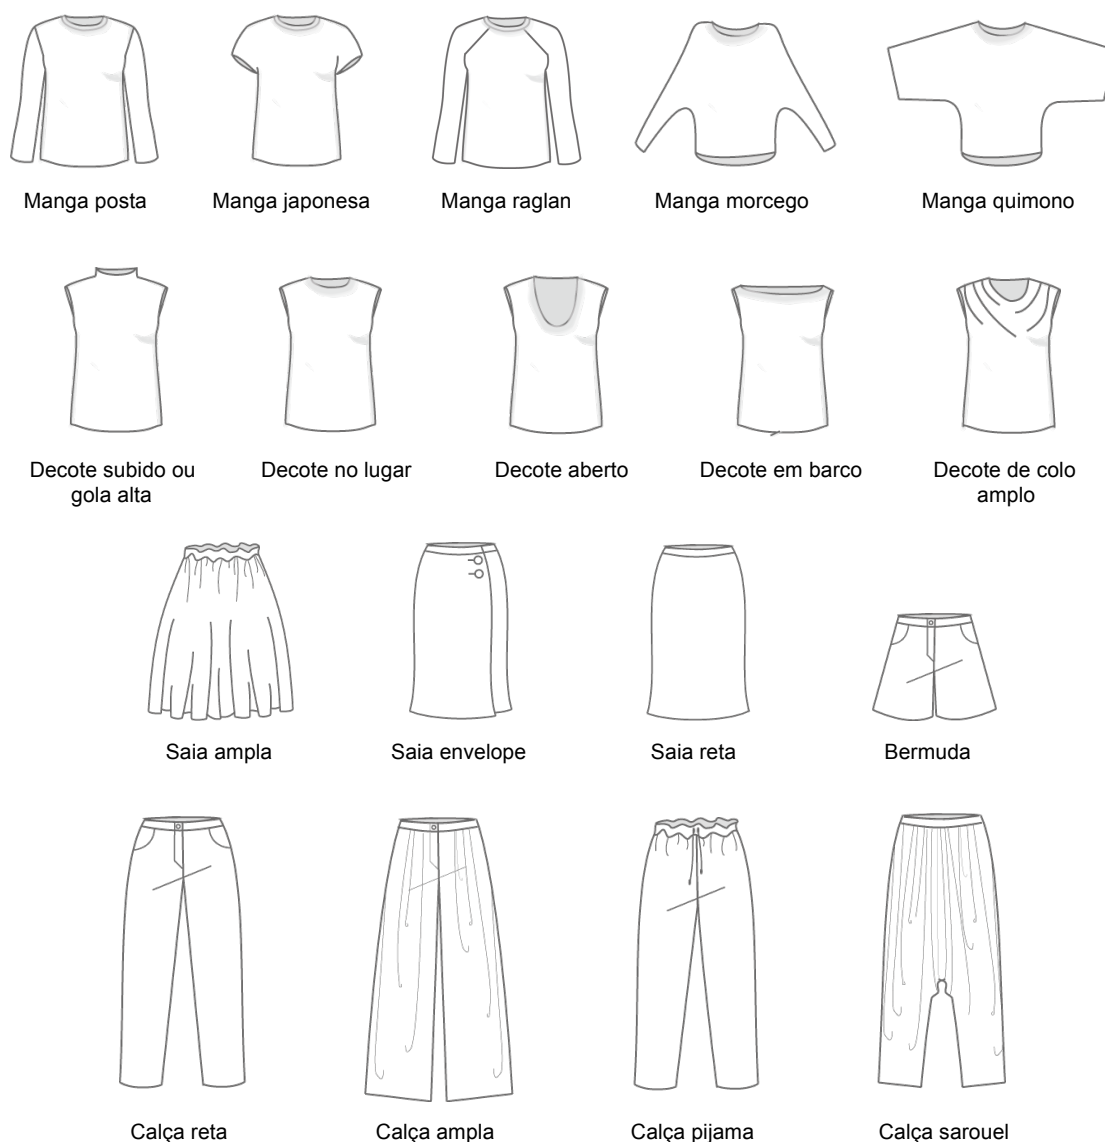 Manga posta
Manga japonesa
Manga raglan
Manga morcego
Manga quimono
Decote subido ou
gola alta
Decote no lugar
Decote aberto
Decote em barco
Decote de colo
amplo
Saia ampla
Saia envelope
Saia reta
Bermuda
Calça reta
Calça ampla
Calça pijama
Calça sarouel